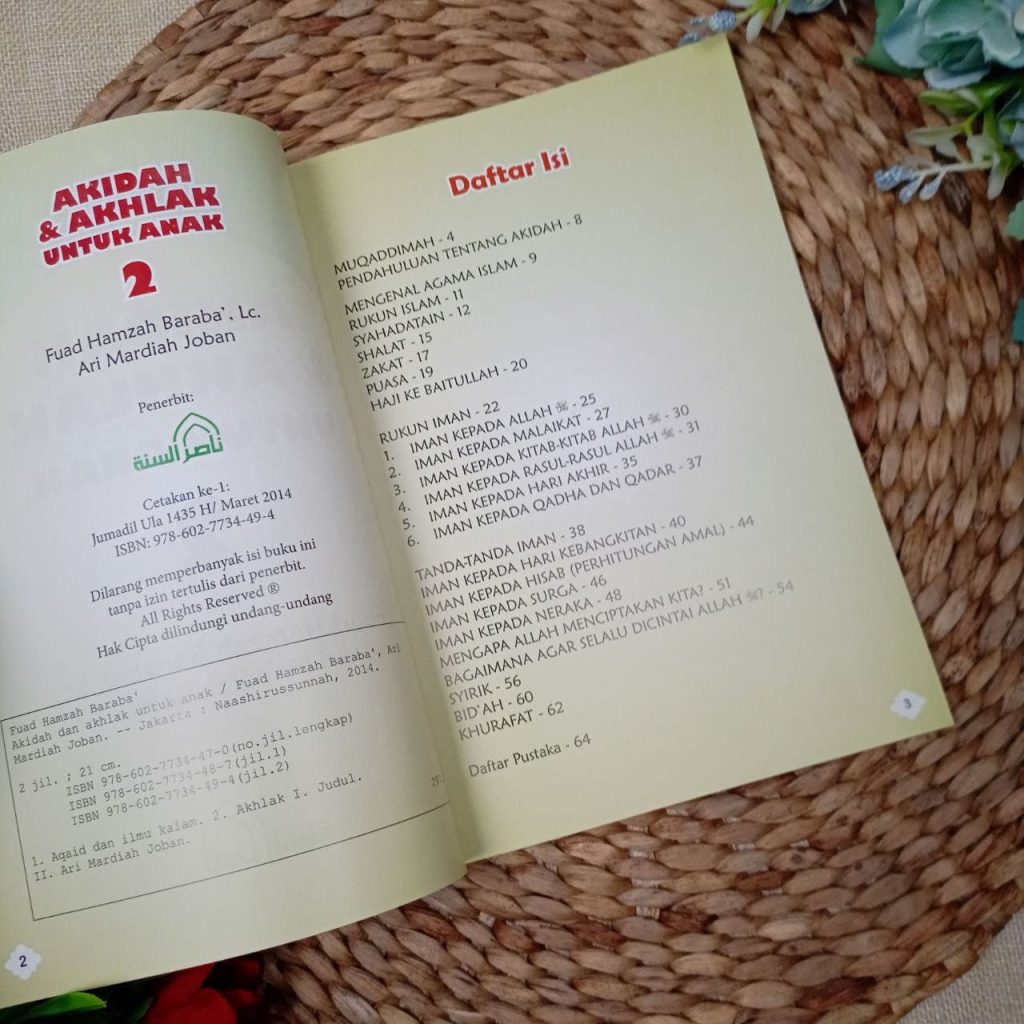 AKIDAH
& AKHLAK
UNTUK ANAK
2
Fuad Hamzah Baraba', Lc.
Ari Mardiah Joban
Penerbit:
ناصر السنة
Cetakan ke-1:
Jumadil Ula 1435 H/ Maret 2014
ISBN: 978-602-7734-49-4
Dilarang memperbanyak isi buku ini
tanpa izin tertulis dari penerbit.
All Rights Reserved ®
Hak Cipta dilindungi undang-undang
Fuad Hamzah Baraba'
Akidah dan akhlak untuk anak / Fuad Hamzah Baraba', Ari
Mardiah Joban. -- Jakarta : Naashirussunnah, 2014.
2 jil. ; 21 cm.
ISBN 978-602-7734-47-0(no.jil.lengkap)
ISBN 978-602-7734-48-7(jil.1)
ISBN 978-602-7734-49-4(jil.2)
1. Aqaid dan ilmu kalam. 2. Akhlak I. Judul.
II. Ari Mardiah Joban.
2
Daftar Isi
MUQADDIMAH - 4
PENDAHULUAN TENTANG AKIDAH - 8
MENGENAL AGAMA ISLAM - 9
RUKUN ISLAM - 11
SYAHADATAIN - 12
SHALAT - 15
ZAKAT - 17
PUASA - 19
HAJI KE BAITULLAH - 20
RUKUN IMAN - 22
1. IMAN KEPADA ALLAH ﷻ - 25
2. IMAN KEPADA MALAIKAT - 27
3. IMAN KEPADA KITAB-KITAB ALLAH ﷻ - 30
4. IMAN KEPADA RASUL-RASUL ALLAH ﷻ - 31
5. IMAN KEPADA HARI AKHIR - 35
6. IMAN KEPADA QADHA DAN QADAR - 37
TANDA-TANDA IMAN - 38
IMAN KEPADA HARI KEBANGKITAN - 40
IMAN KEPADA HISAB (PERHITUNGAN AMAL) - 44
IMAN KEPADA SURGA - 46
IMAN KEPADA NERAKA - 48
MENGAPA ALLAH MENCIPTAKAN KITA? - 51
BAGAIMANA AGAR SELALU DICINTAI ALLAH ﷻ? - 54
SYIRIK - 56
BID'AH - 60
KHURAFAT - 62
Daftar Pustaka - 64
3